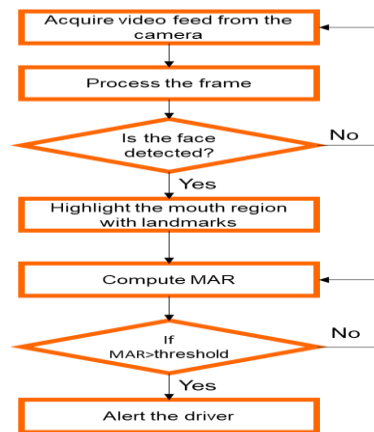 Acquire video feed from the
camera
Process the frame
Is the face
detected?
No
Yes
Highlight the mouth region
with landmarks
Compute MAR
If
MAR>threshold
No
Yes
Alert the driver